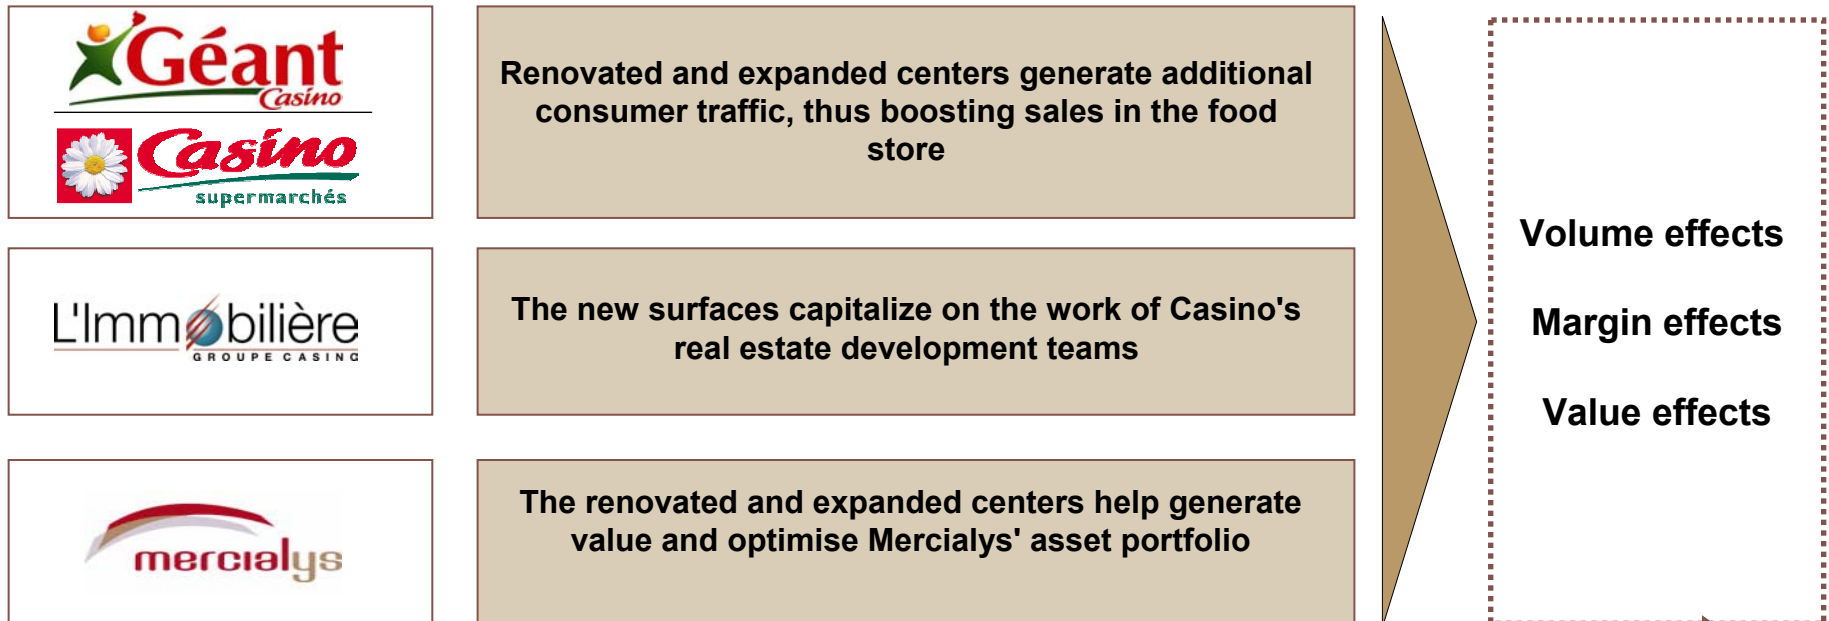 Géant
Casino
Casino
supermarchés
Renovated and expanded centers generate additional
consumer traffic, thus boosting sales in the food
store
L'Immobilière
GROUPE CASINO
The new surfaces capitalize on the work of Casino's
real estate development teams
mercialys
The renovated and expanded centers help generate
value and optimise Mercialys' asset portfolio
Volume effects
Margin effects
Value effects